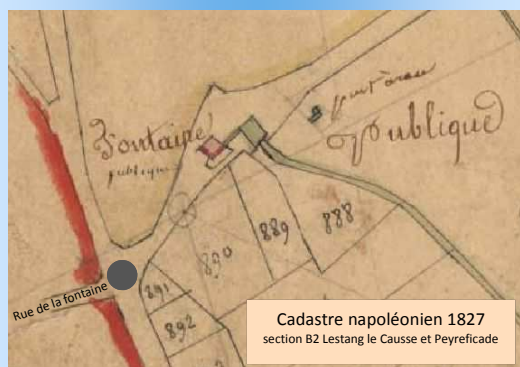 Fontaine
publique
Publique
888
889
890
891
892
Rue de la fontaine
Cadastre napoléonien 1827
section B2 Lestang le Causse et Peyreficade